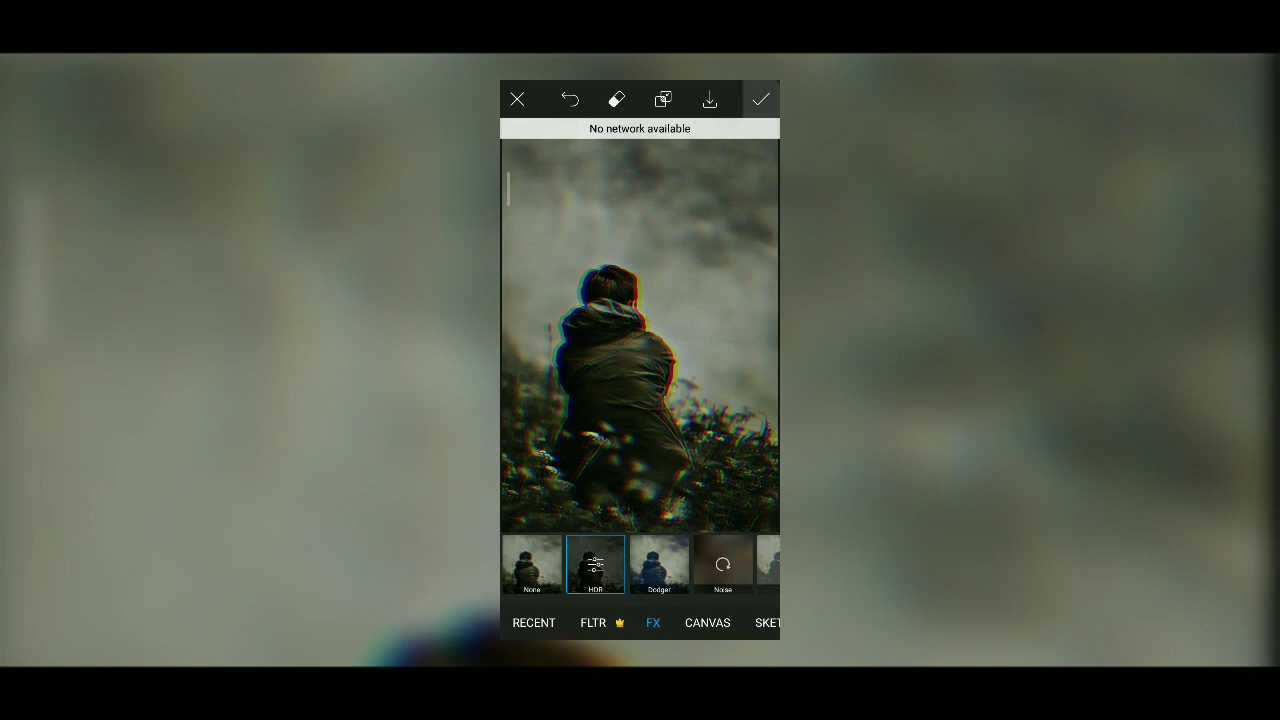 No network available
None
HDR
Dodger
Noise
RECENT FLTR FX CANVAS SKET